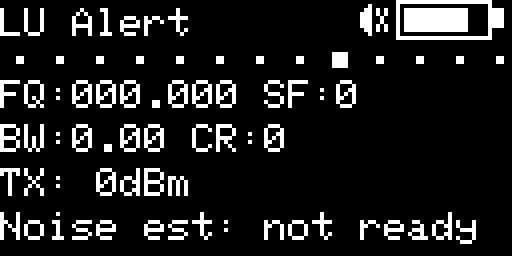 LU Alert
FQ:000.000 SF:0
BW:0.00 CR:0
TX: 0dBm
Noise est: not ready